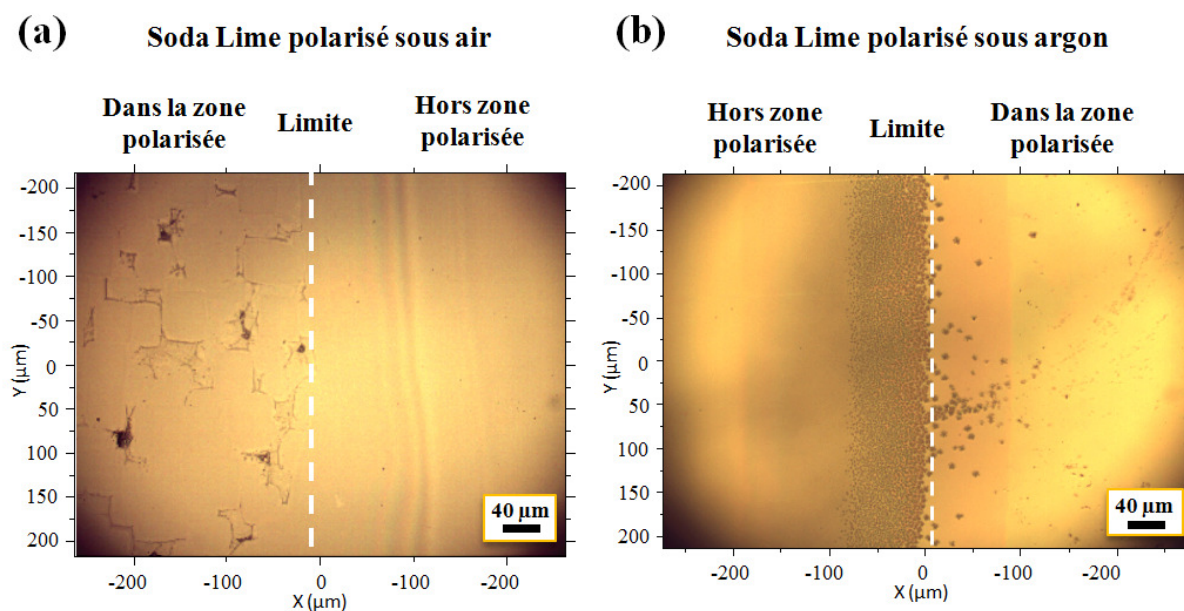 (a)
Soda Lime polarisé sous air
Dans la zone
polarisée
Limite
Hors zone
polarisée
-200
-150
-100
-50
0
50
100
150
200
Y (µm)
-200
-100
0
-100
-200
X (µm)
40 µm
(b)
Soda Lime polarisé sous argon
Hors zone
polarisée
Limite
Dans la zone
polarisée
-200
-150
-100
-50
0
50
100
150
200
Y (µm)
-200
-100
0
-100
-200
X (µm)
40 µm